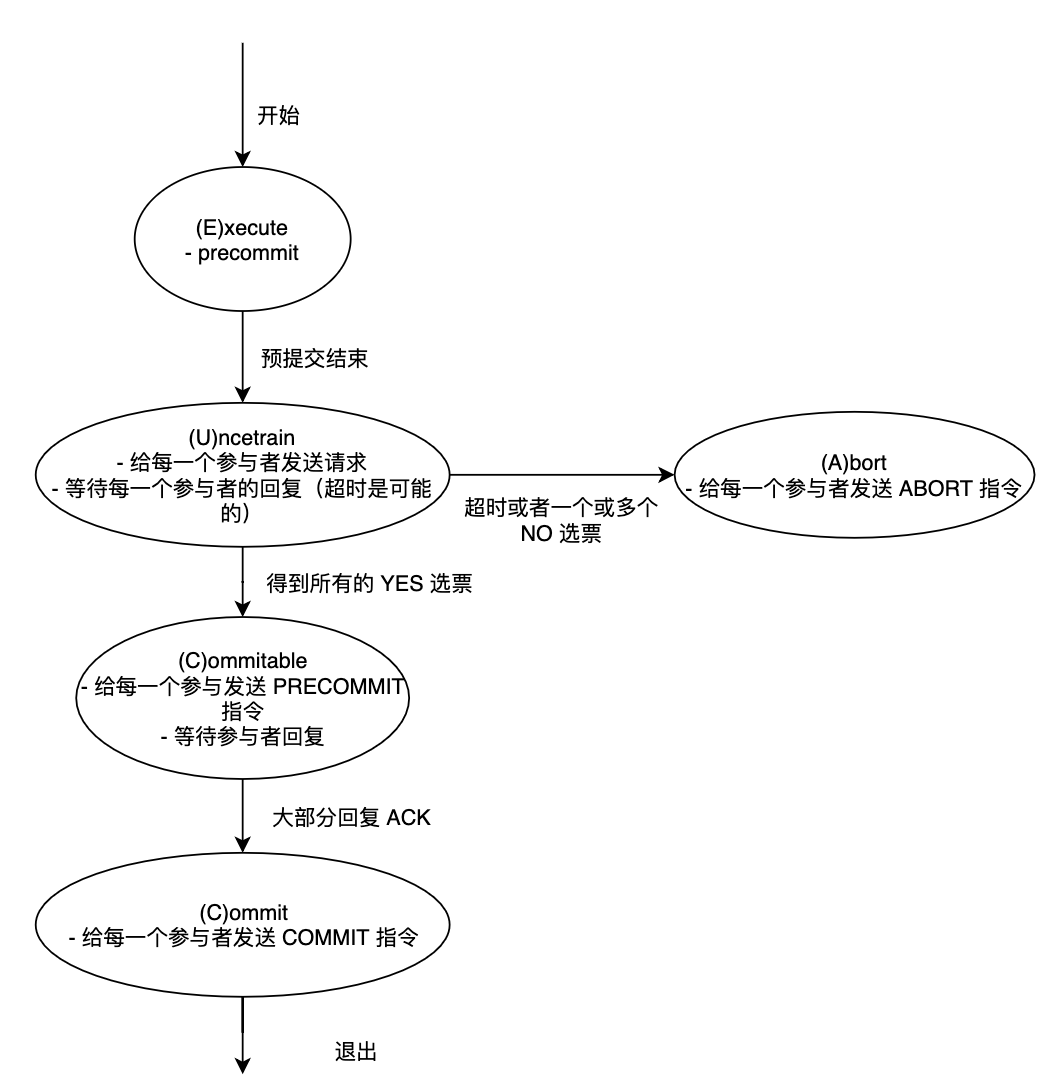 开始
(E)xecute
- precommit
预提交结束
(U)ncetrain
- 给每一个参与者发送请求
- 等待每一个参与者的回复（超时是可能
的）
超时或者一个或多个
NO 选票
(A)bort
- 给每一个参与者发送 ABORT 指令
得到所有的 YES 选票
(C)ommitable
- 给每一个参与发送 PRECOMMIT
指令
- 等待参与者回复
大部分回复 ACK
(C)ommit
- 给每一个参与者发送 COMMIT 指令
退出